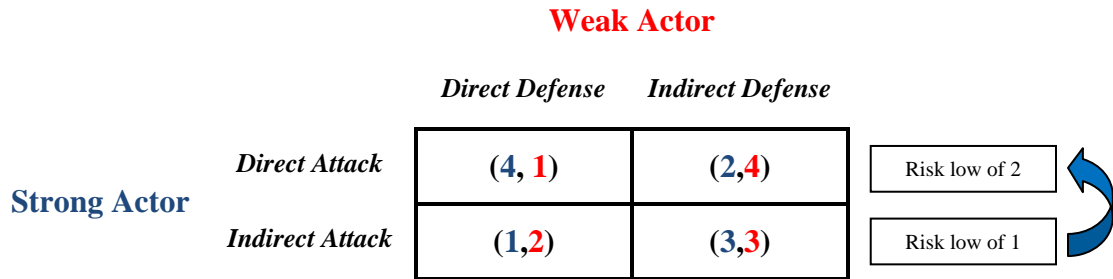 Weak Actor
Direct Defense Indirect Defense
Direct Attack (4, 1) (2,4) Risk low of 2
Strong Actor
Indirect Attack (1,2) (3,3) Risk low of 1